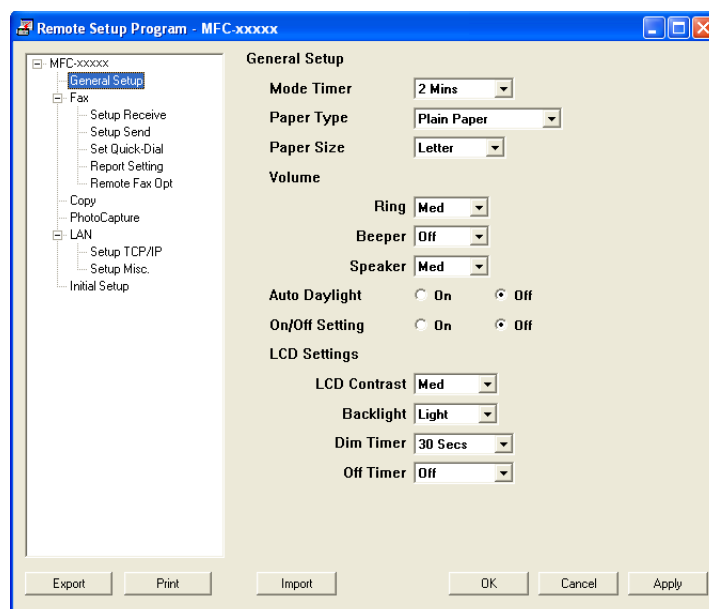 Remote Setup Program - MFC-xxxxx
MFC-xxxxx
General Setup
Fax
Setup Receive
Setup Send
Set Quick-Dial
Report Setting
Remote Fax Opt
Copy
PhotoCapture
LAN
Setup TCP/IP
Setup Misc.
Initial Setup
General Setup
Mode Timer 2 Mins
Paper Type Plain Paper
Paper Size Letter
Volume
Ring Med
Beeper Off
Speaker Med
Auto Daylight On Off
On/Off Setting On Off
LCD Settings
LCD Contrast Med
Backlight Light
Dim Timer 30 Secs
Off Timer Off
Export Print Import OK Cancel Apply